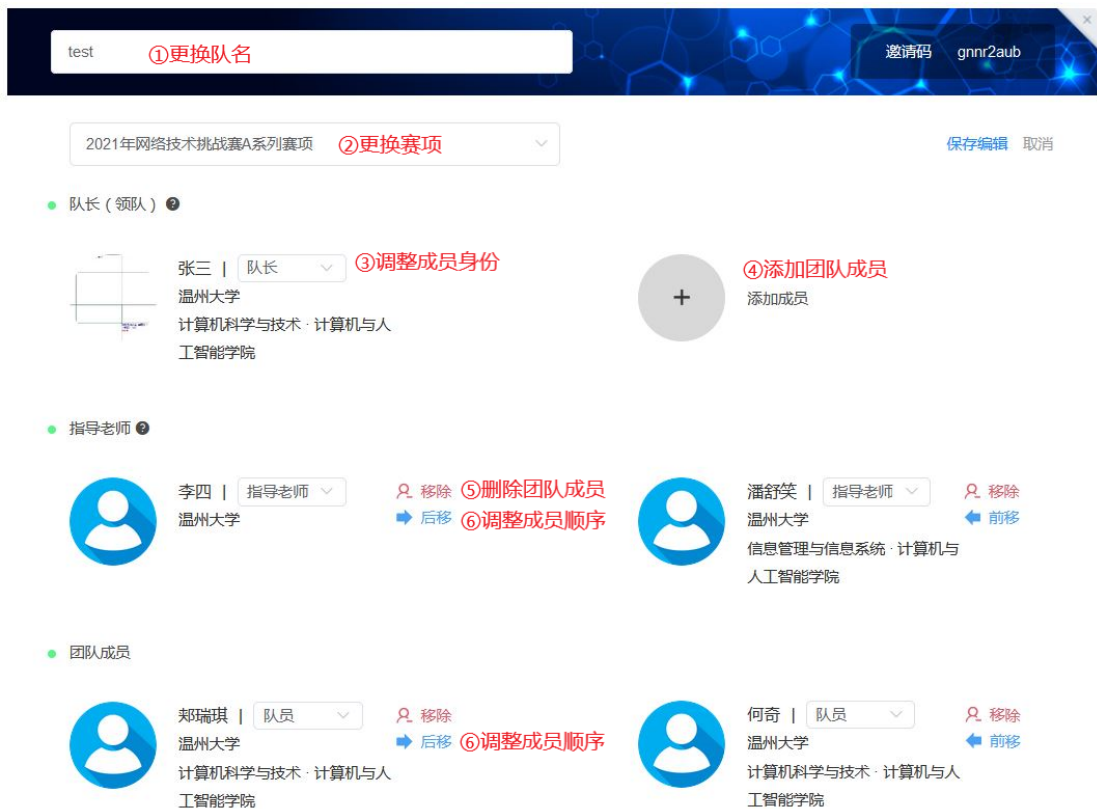 test ①更换队名 邀请码 gnnr2aub
2021年网络技术挑战赛A系列赛项 ②更换赛项 保存编辑 取消
队长（领队）
张三 | 队长 ③调整成员身份
温州大学
计算机科学与技术 · 计算机与人
工智能学院
④添加团队成员
添加成员
指导老师
李四 | 指导老师 移除 ⑤删除团队成员
温州大学 后移 ⑥调整成员顺序
潘舒笑 | 指导老师 移除
温州大学 前移
信息管理与信息系统 · 计算机与
人工智能学院
团队成员
郑瑞琪 | 队员 移除
温州大学 后移 ⑥调整成员顺序
计算机科学与技术 · 计算机与人
工智能学院
何奇 | 队员 移除
温州大学 前移
计算机科学与技术 · 计算机与人
工智能学院